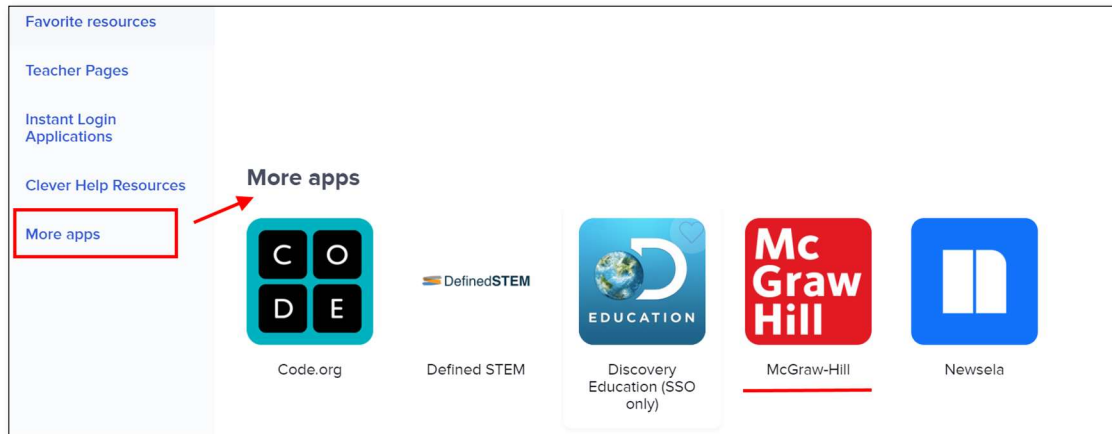 Favorite resources
Teacher Pages
Instant Login
Applications
Clever Help Resources
More apps
More apps
C O
D E
DefinedSTEM
EDUCATION
Mc
Graw
Hill
Code.org
Defined STEM
Discovery
Education (SSO
only)
McGraw-Hill
Newsela